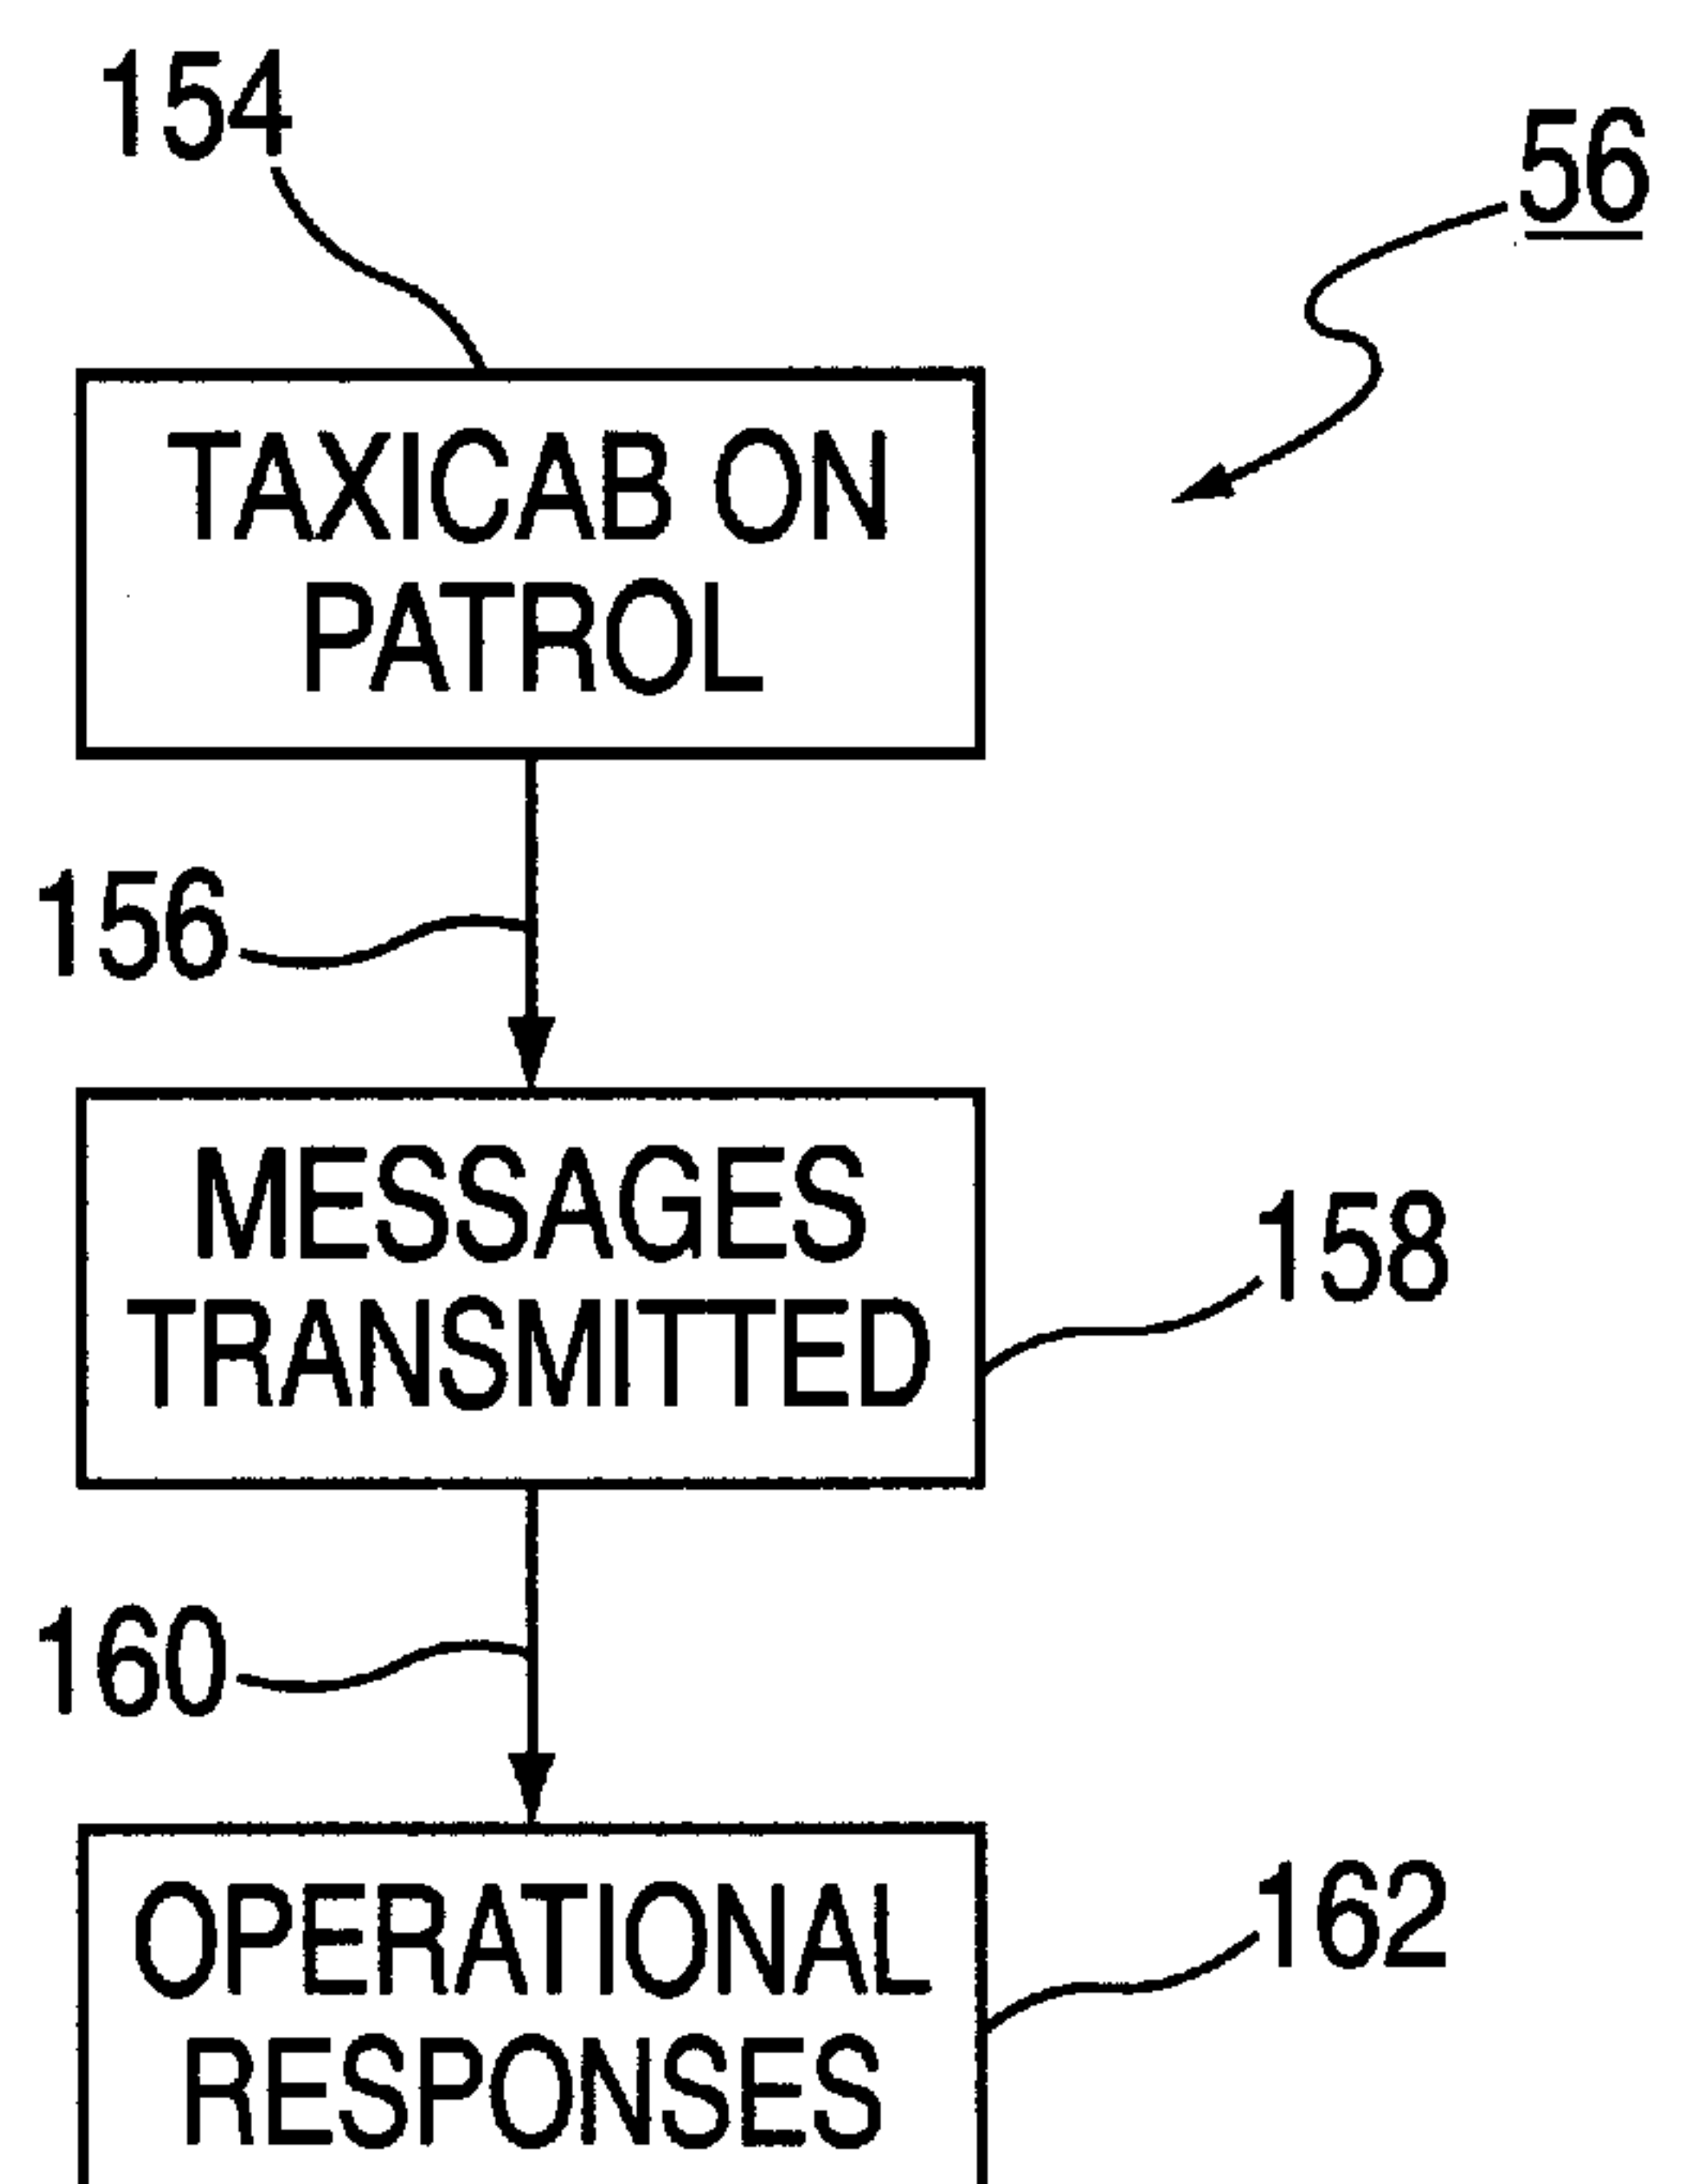 154
56
TAXICAB ON
PATROL
156
MESSAGES
TRANSMITTED
158
160
OPERATIONAL
RESPONSES
162